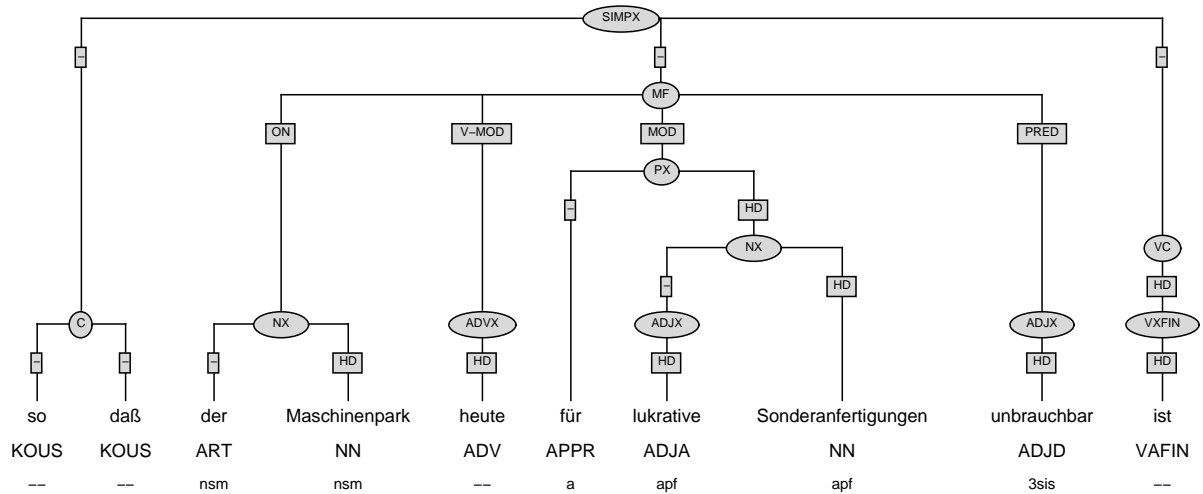 SIMPX
– – –
MF
ON V–MOD MOD PRED
PX
– HD
NX VC
– HD HD
C NX ADVX ADJX ADJX VXFIN
– – – HD HD HD HD HD
so daß der Maschinenpark heute für lukrative Sonderanfertigungen unbrauchbar ist
KOUS KOUS ART NN ADV APPR ADJA NN ADJD VAFIN
–– –– nsm nsm –– a apf apf 3sis ––